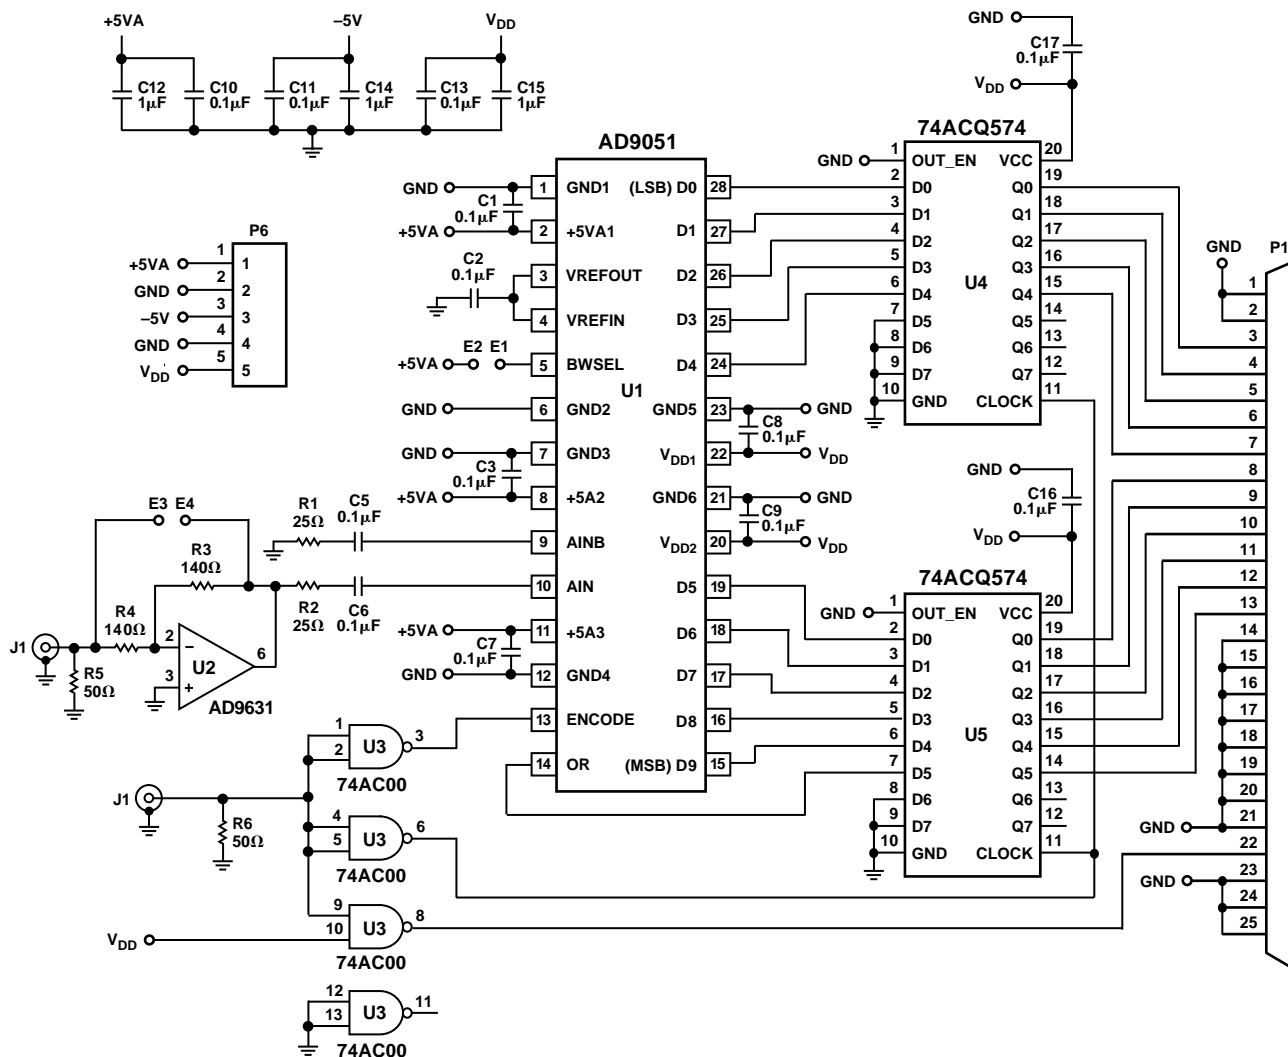 +5VA
–5V
VDD
C12
1µF
C10
0.1µF
C11
0.1µF
C14
1µF
C13
0.1µF
C15
1µF
GND
C17
0.1µF
VDD
P6
1
+5VA
1
2
GND
2
3
–5V
3
4
GND
4
5
VDD
5
AD9051
U1
GND
1
GND1
C1
0.1µF
+5VA
2
+5VA1
C2
0.1µF
3
VREFOUT
4
VREFIN
+5VA
E2
E1
5
BWSEL
GND
6
GND2
GND
7
GND3
C3
0.1µF
+5VA
8
+5A2
R1
25Ω
C5
0.1µF
9
AINB
10
AIN
R2
25Ω
C6
0.1µF
+5VA
11
+5A3
C7
0.1µF
GND
12
GND4
13
ENCODE
14
OR
(LSB) D0
28
D1
27
D2
26
D3
25
D4
24
GND5
23
GND
C8
0.1µF
VDD1
22
VDD
GND6
21
GND
C9
0.1µF
VDD2
20
VDD
D5
19
D6
18
D7
17
D8
16
(MSB) D9
15
E3
E4
R3
140Ω
R4
140Ω
J1
R5
50Ω
2
–
U2
6
3
+
AD9631
J1
R6
50Ω
1
2
U3
3
74AC00
4
5
U3
6
74AC00
9
10
U3
8
74AC00
VDD
12
13
U3
11
74AC00
74ACQ574
U4
GND
1
OUT_EN
2
D0
3
D1
4
D2
5
D3
6
D4
7
D5
8
D6
9
D7
10
GND
VCC
20
Q0
19
Q1
18
Q2
17
Q3
16
Q4
15
Q5
14
Q6
13
Q7
12
CLOCK
11
GND
C16
0.1µF
VDD
74ACQ574
U5
GND
1
OUT_EN
2
D0
3
D1
4
D2
5
D3
6
D4
7
D5
8
D6
9
D7
10
GND
VCC
20
Q0
19
Q1
18
Q2
17
Q3
16
Q4
15
Q5
14
Q6
13
Q7
12
CLOCK
11
GND
P1
1
2
3
4
5
6
7
8
9
10
11
12
13
14
15
16
17
18
19
20
GND
21
22
GND
23
24
25